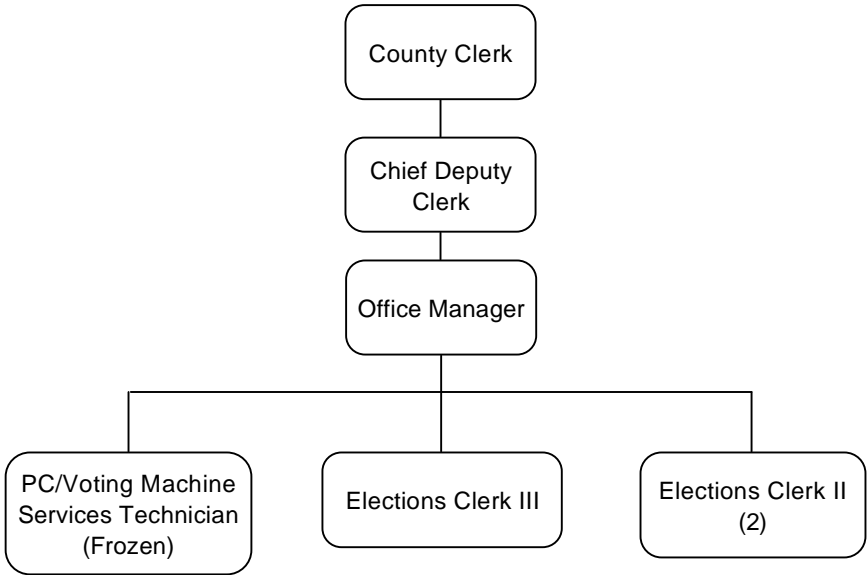 County Clerk
Chief Deputy
Clerk
Office Manager
PC/Voting Machine
Services Technician
(Frozen)
Elections Clerk III
Elections Clerk II
(2)